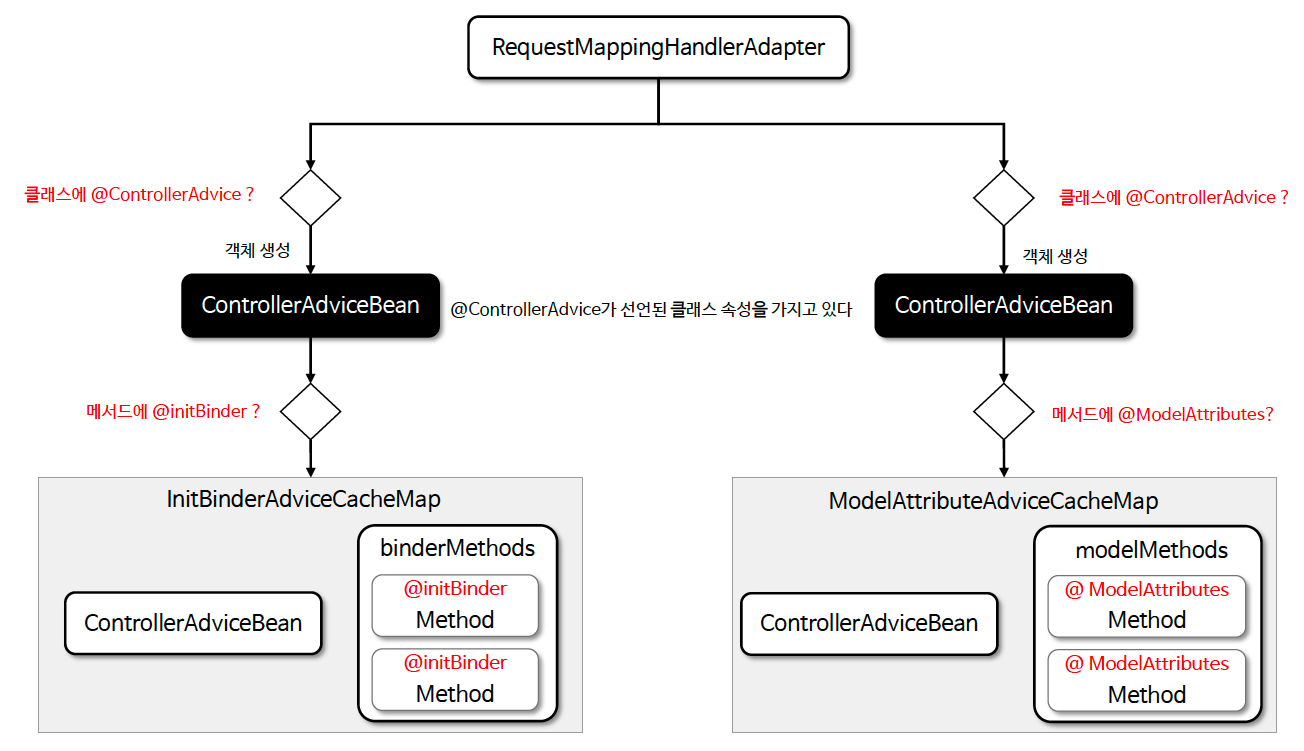 RequestMappingHandlerAdapter
클래스에 @ControllerAdvice ?
클래스에 @ControllerAdvice ?
객체 생성
객체 생성
ControllerAdviceBean
@ControllerAdvice가 선언된 클래스 속성을 가지고 있다
ControllerAdviceBean
메서드에 @initBinder ?
메서드에 @ModelAttributes?
InitBinderAdviceCacheMap
binderMethods
@initBinder
Method
ControllerAdviceBean
@initBinder
Method
ModelAttributeAdviceCacheMap
modelMethods
@ ModelAttributes
Method
ControllerAdviceBean
@ ModelAttributes
Method